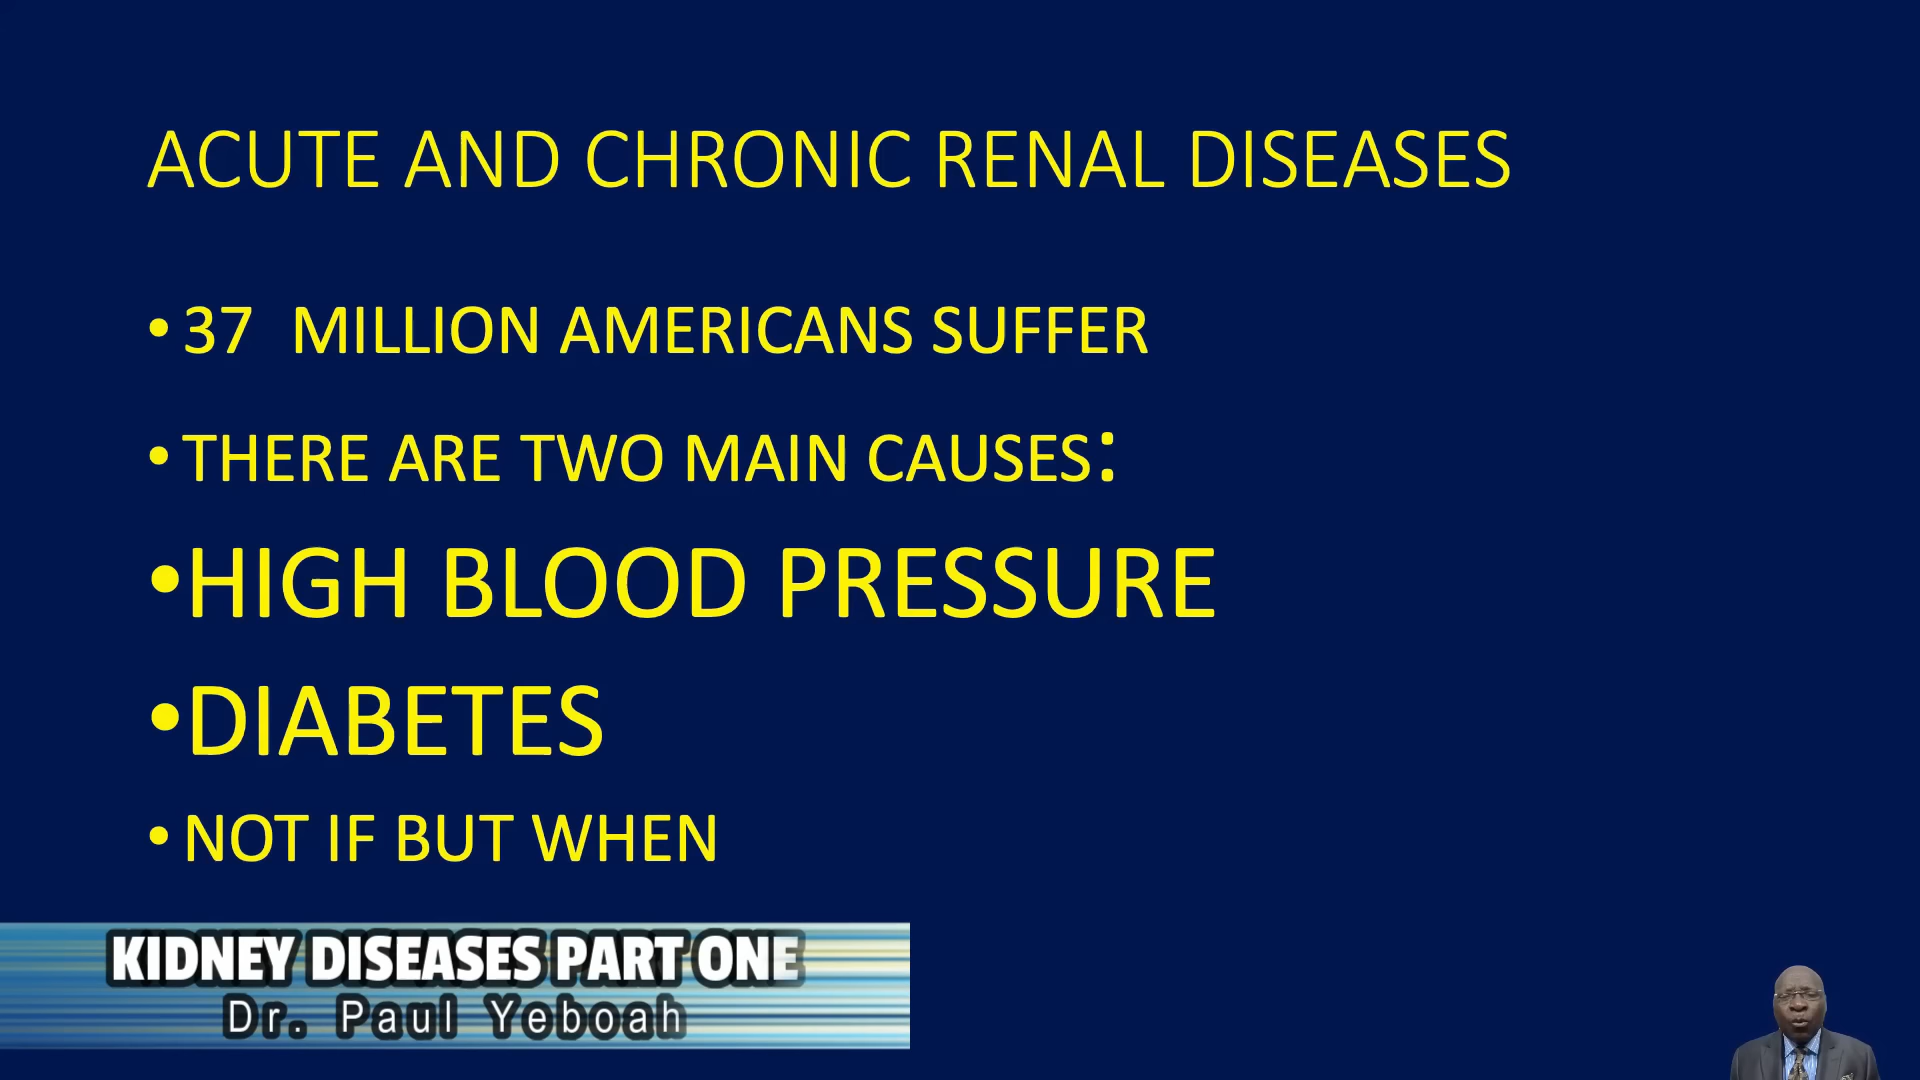 ACUTE AND CHRONIC RENAL DISEASES
• 37 MILLION AMERICANS SUFFER
• THERE ARE TWO MAIN CAUSES:
• HIGH BLOOD PRESSURE
• DIABETES
• NOT IF BUT WHEN
KIDNEY DISEASES PART ONE
Dr. Paul Yeboah